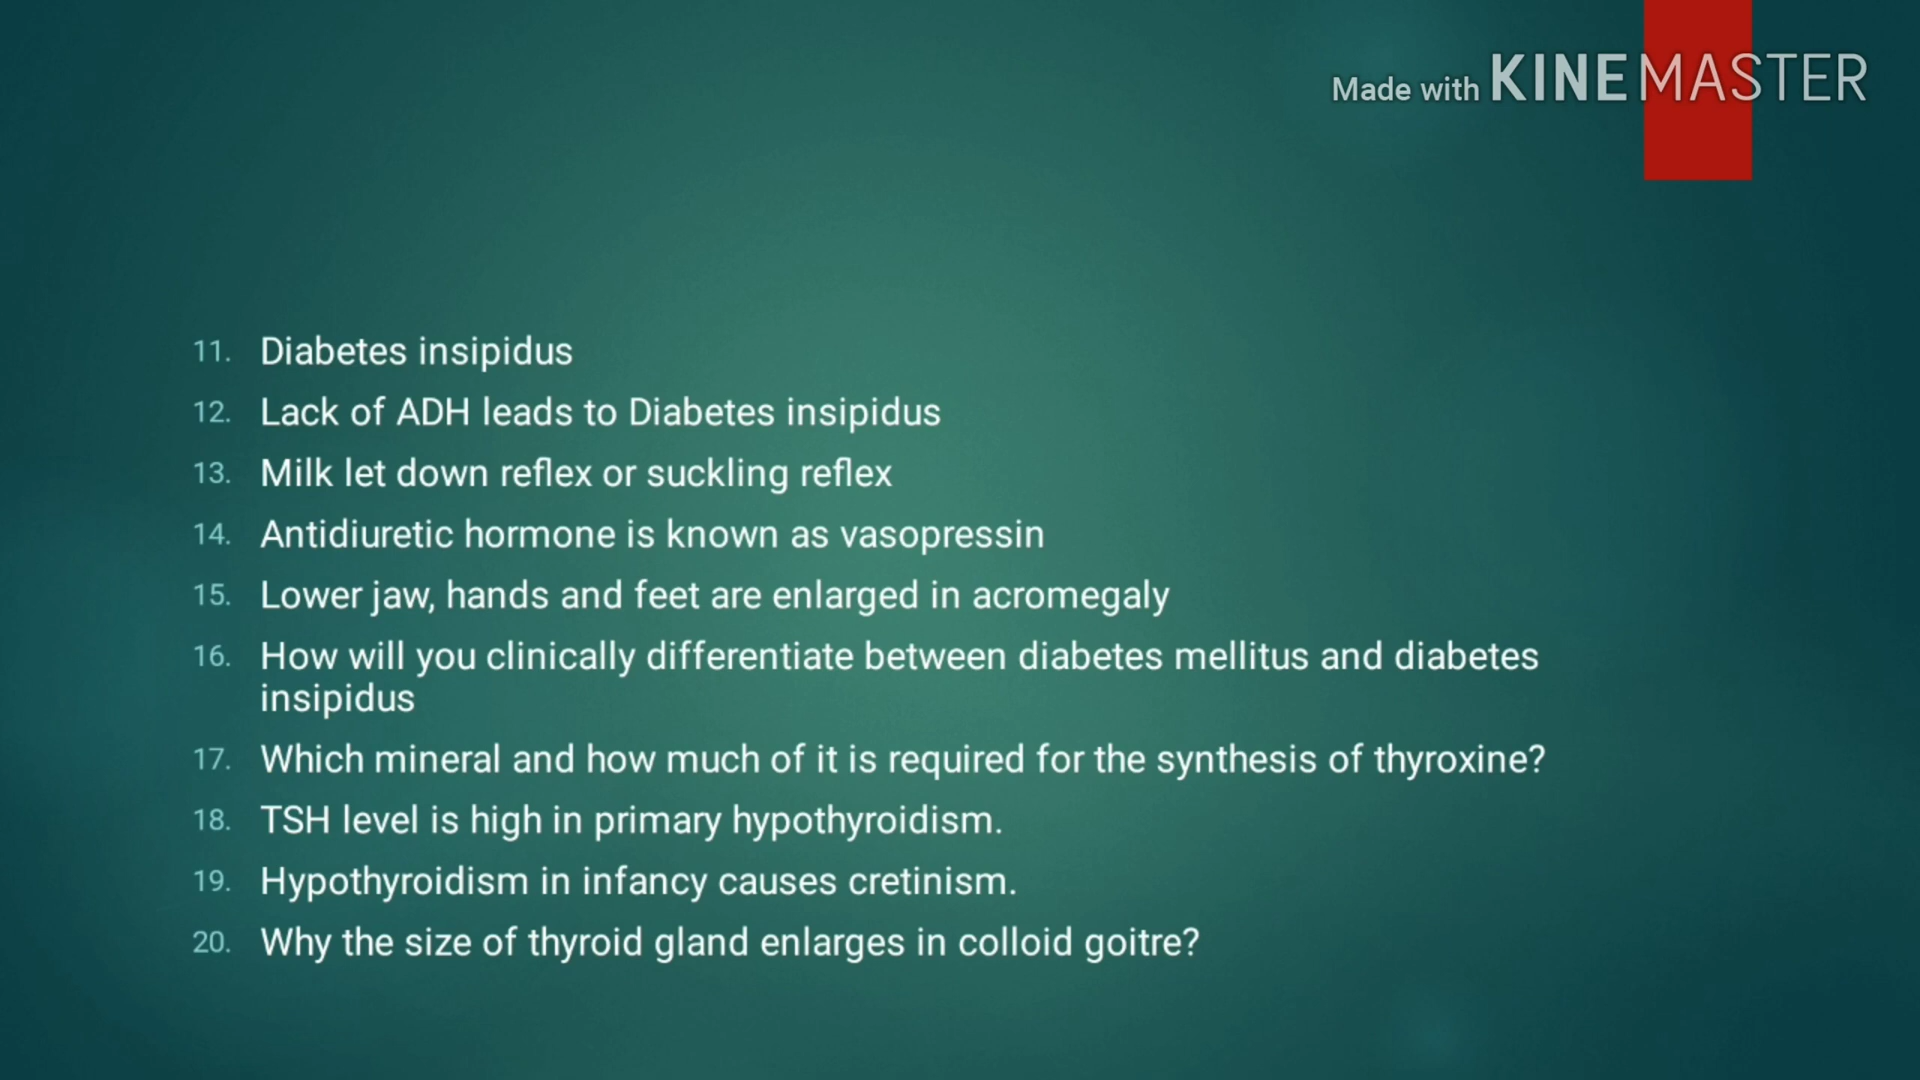 Made with KINEMASTER
11. Diabetes insipidus
12. Lack of ADH leads to Diabetes insipidus
13. Milk let down reflex or suckling reflex
14. Antidiuretic hormone is known as vasopressin
15. Lower jaw, hands and feet are enlarged in acromegaly
16. How will you clinically differentiate between diabetes mellitus and diabetes
insipidus
17. Which mineral and how much of it is required for the synthesis of thyroxine?
18. TSH level is high in primary hypothyroidism.
19. Hypothyroidism in infancy causes cretinism.
20. Why the size of thyroid gland enlarges in colloid goitre?